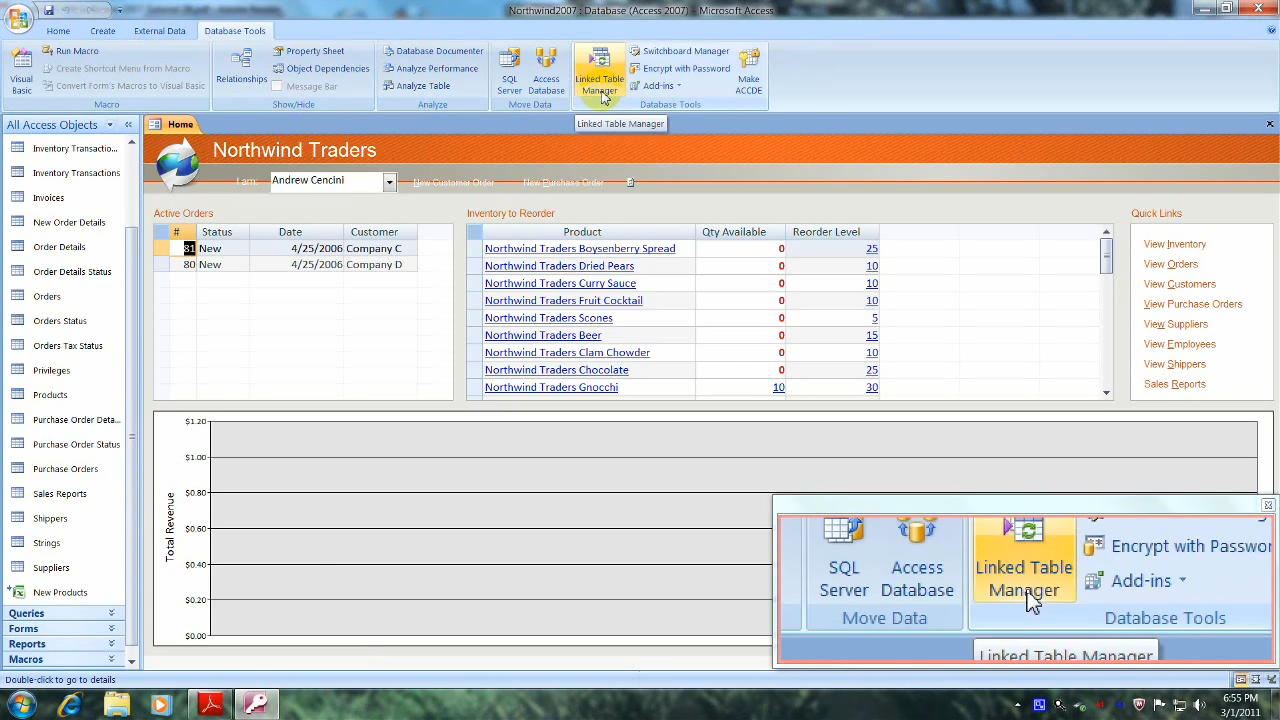 Northwind2007 : Database (Access 2007) - Microsoft Access
Home Create External Data Database Tools
Visual Basic
Run Macro
Create Shortcut Menu from Macro
Convert Form's Macros to Visual Basic
Macro
Relationships
Property Sheet
Object Dependencies
Message Bar
Show/Hide
Database Documenter
Analyze Performance
Analyze Table
Analyze
SQL Server
Access Database
Move Data
Linked Table Manager
Switchboard Manager
Encrypt with Password
Add-ins
Make ACCDE
Database Tools
Linked Table Manager
All Access Objects
Inventory Transactio...
Inventory Transactions
Invoices
New Order Details
Order Details
Order Details Status
Orders
Orders Status
Orders Tax Status
Privileges
Products
Purchase Order Deta...
Purchase Order Status
Purchase Orders
Sales Reports
Shippers
Strings
Suppliers
New Products
Queries
Forms
Reports
Macros
Home
Northwind Traders
I am: Andrew Cencini New Customer Order New Purchase Order
Active Orders
# Status Date Customer
81 New 4/25/2006 Company C
80 New 4/25/2006 Company D
Inventory to Reorder
Product Qty Available Reorder Level
Northwind Traders Boysenberry Spread 0 25
Northwind Traders Dried Pears 0 10
Northwind Traders Curry Sauce 0 10
Northwind Traders Fruit Cocktail 0 10
Northwind Traders Scones 0 5
Northwind Traders Beer 0 15
Northwind Traders Clam Chowder 0 10
Northwind Traders Chocolate 0 25
Northwind Traders Gnocchi 10 30
Quick Links
View Inventory
View Orders
View Customers
View Purchase Orders
View Suppliers
View Employees
View Shippers
Sales Reports
Total Revenue
$1.20
$1.00
$0.80
$0.60
$0.40
$0.20
$0.00
SQL Server
Access Database
Move Data
Linked Table Manager
Encrypt with Passwor
Add-ins
Database Tools
Linked Table Manager
Double-click to go to details
6:55 PM
3/1/2011